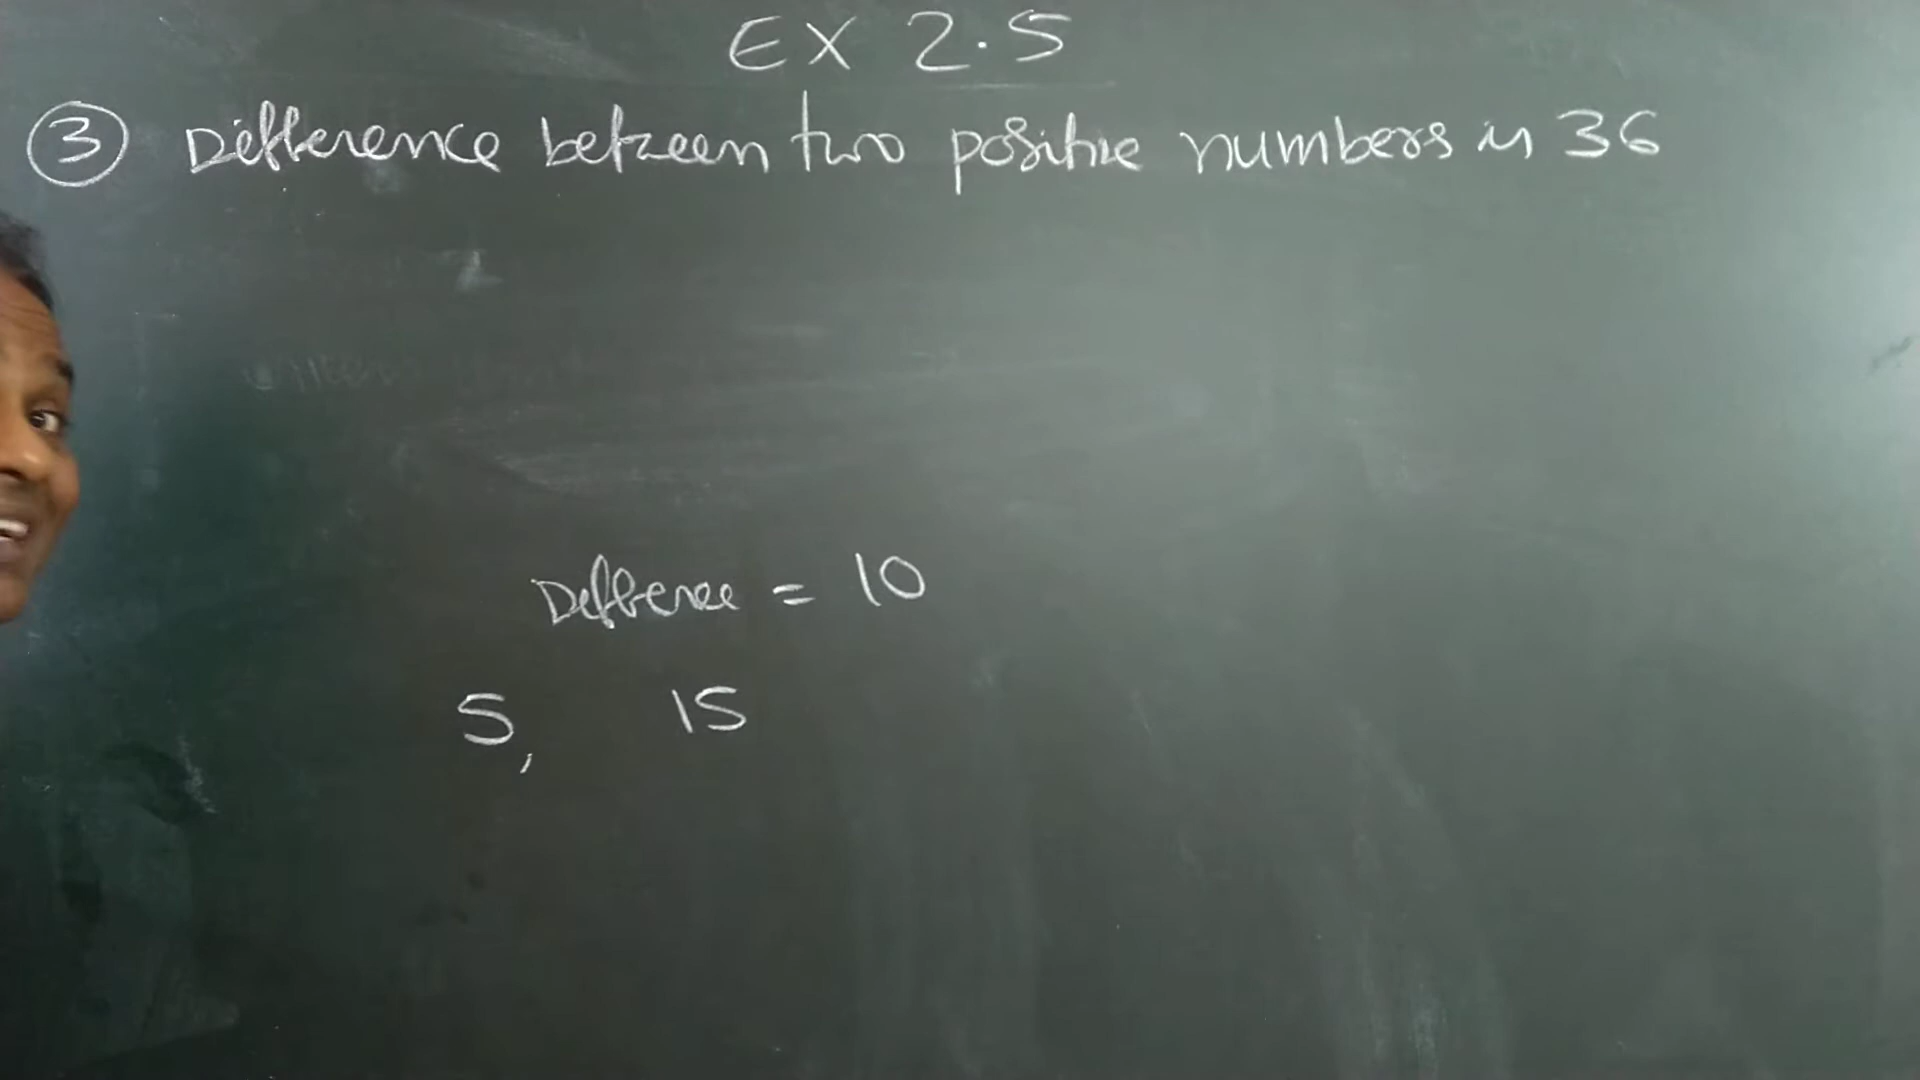 EX 2.5
3 Difference between two positive numbers is 36
Difference = 10
5, 15